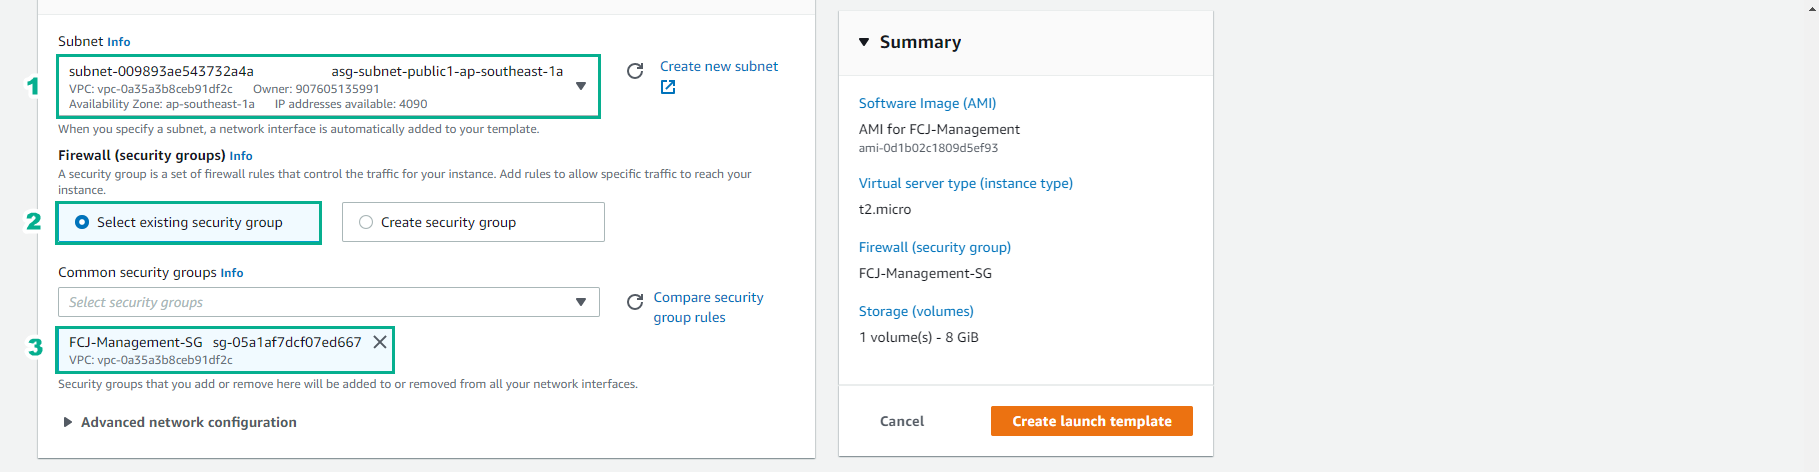 Subnet Info
1
subnet-009893ae543732a4a asg-subnet-public1-ap-southeast-1a
VPC: vpc-0a35a3b8ceb91df2c Owner: 907605135991
Availability Zone: ap-southeast-1a IP addresses available: 4090
Create new subnet
When you specify a subnet, a network interface is automatically added to your template.
Firewall (security groups) Info
A security group is a set of firewall rules that control the traffic for your instance. Add rules to allow specific traffic to reach your
instance.
2
Select existing security group
Create security group
Common security groups Info
Select security groups
Compare security
group rules
3
FCJ-Management-SG sg-05a1af7dcf07ed667
VPC: vpc-0a35a3b8ceb91df2c
Security groups that you add or remove here will be added to or removed from all your network interfaces.
Advanced network configuration
Summary
Software Image (AMI)
AMI for FCJ-Management
ami-0d1b02c1809d5ef93
Virtual server type (instance type)
t2.micro
Firewall (security group)
FCJ-Management-SG
Storage (volumes)
1 volume(s) - 8 GiB
Cancel
Create launch template